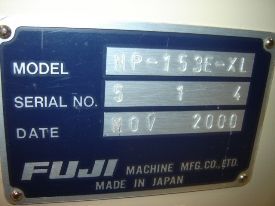 MODEL MP-153E-XL
SERIAL NO. 5 1 4
DATE NOV 2000
FUJI MACHINE MFG.CO.,LTD.
MADE IN JAPAN